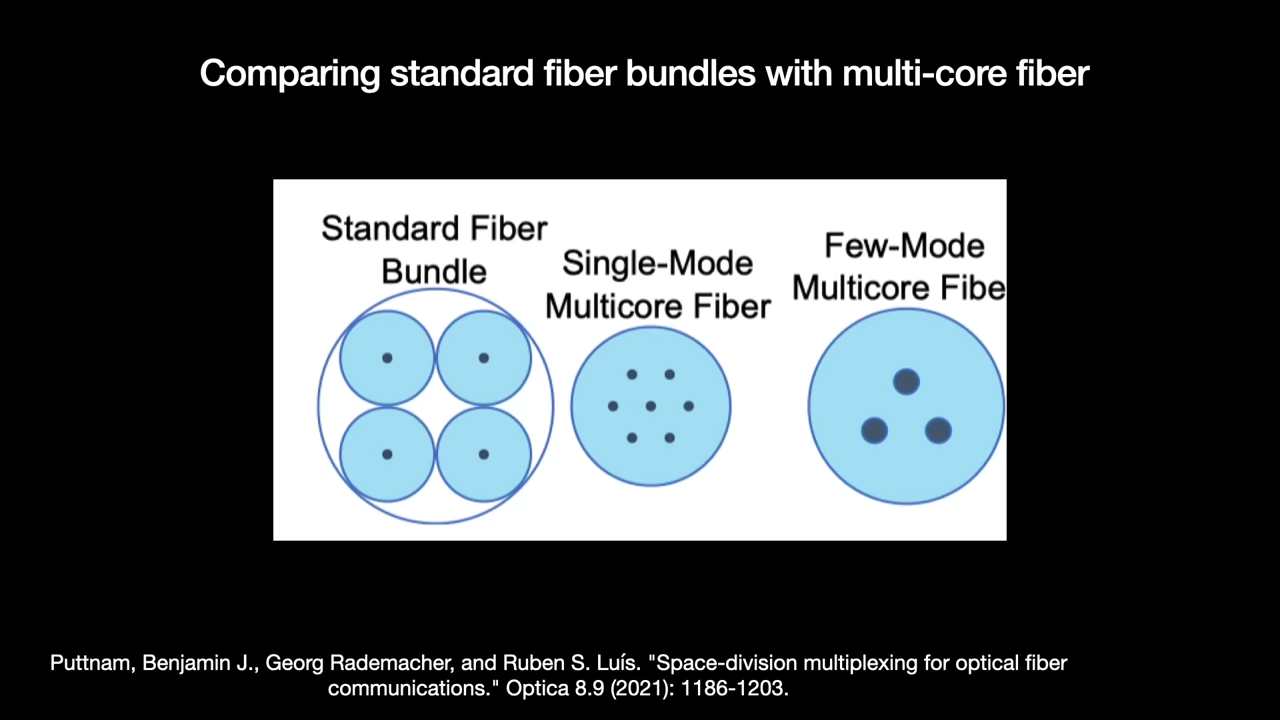 Comparing standard fiber bundles with multi-core fiber
Standard Fiber
Bundle
Single-Mode
Multicore Fiber
Few-Mode
Multicore Fibe
Puttnam, Benjamin J., Georg Rademacher, and Ruben S. Luís. "Space-division multiplexing for optical fiber
communications." Optica 8.9 (2021): 1186-1203.